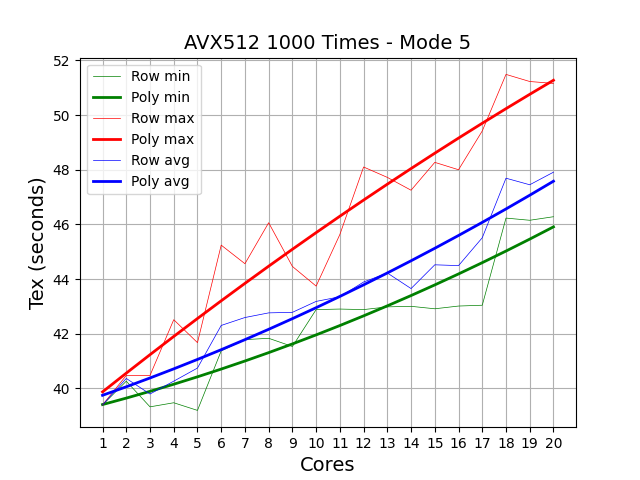 AVX512 1000 Times - Mode 5
52
50
48
46
44
42
40
Tex (seconds)
Row min
Poly min
Row max
Poly max
Row avg
Poly avg
1 2 3 4 5 6 7 8 9 10 11 12 13 14 15 16 17 18 19 20
Cores